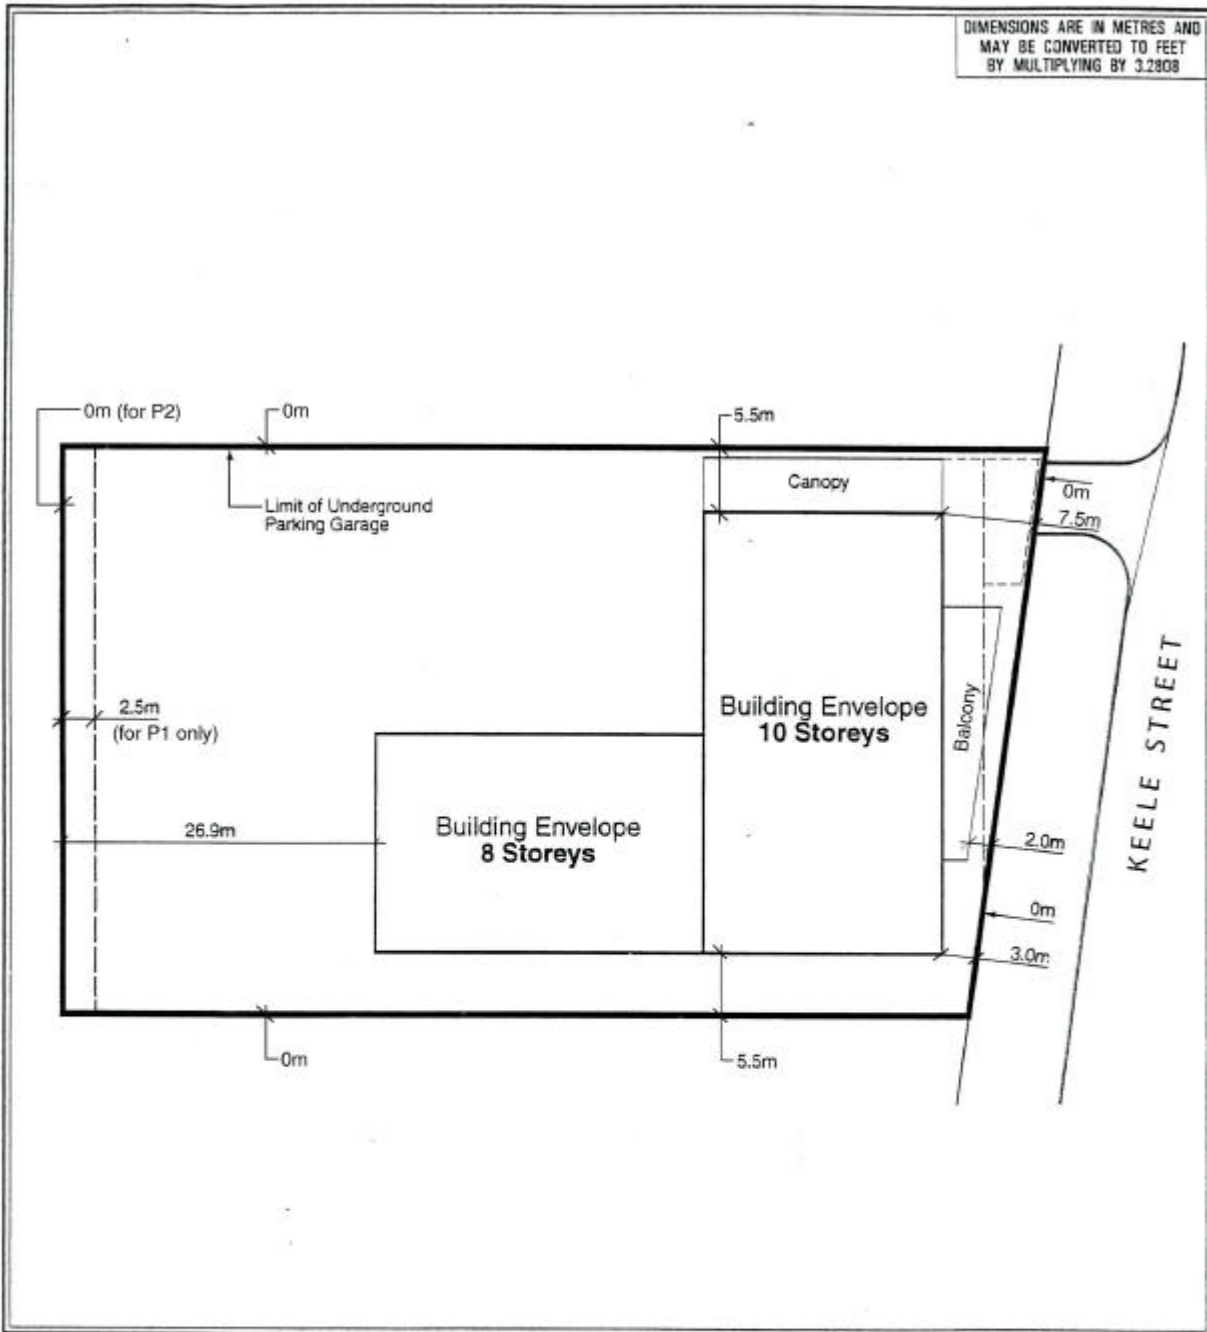 DIMENSIONS ARE IN METRES AND
MAY BE CONVERTED TO FEET
BY MULTIPLYING BY 3.2808
0m (for P2)
0m
5.5m
Canopy
0m
Limit of Underground
Parking Garage
7.5m
2.5m
(for P1 only)
Building Envelope
10 Storeys
Balcony
KEELE STREET
26.9m
Building Envelope
8 Storeys
2.0m
0m
3.0m
0m
5.5m